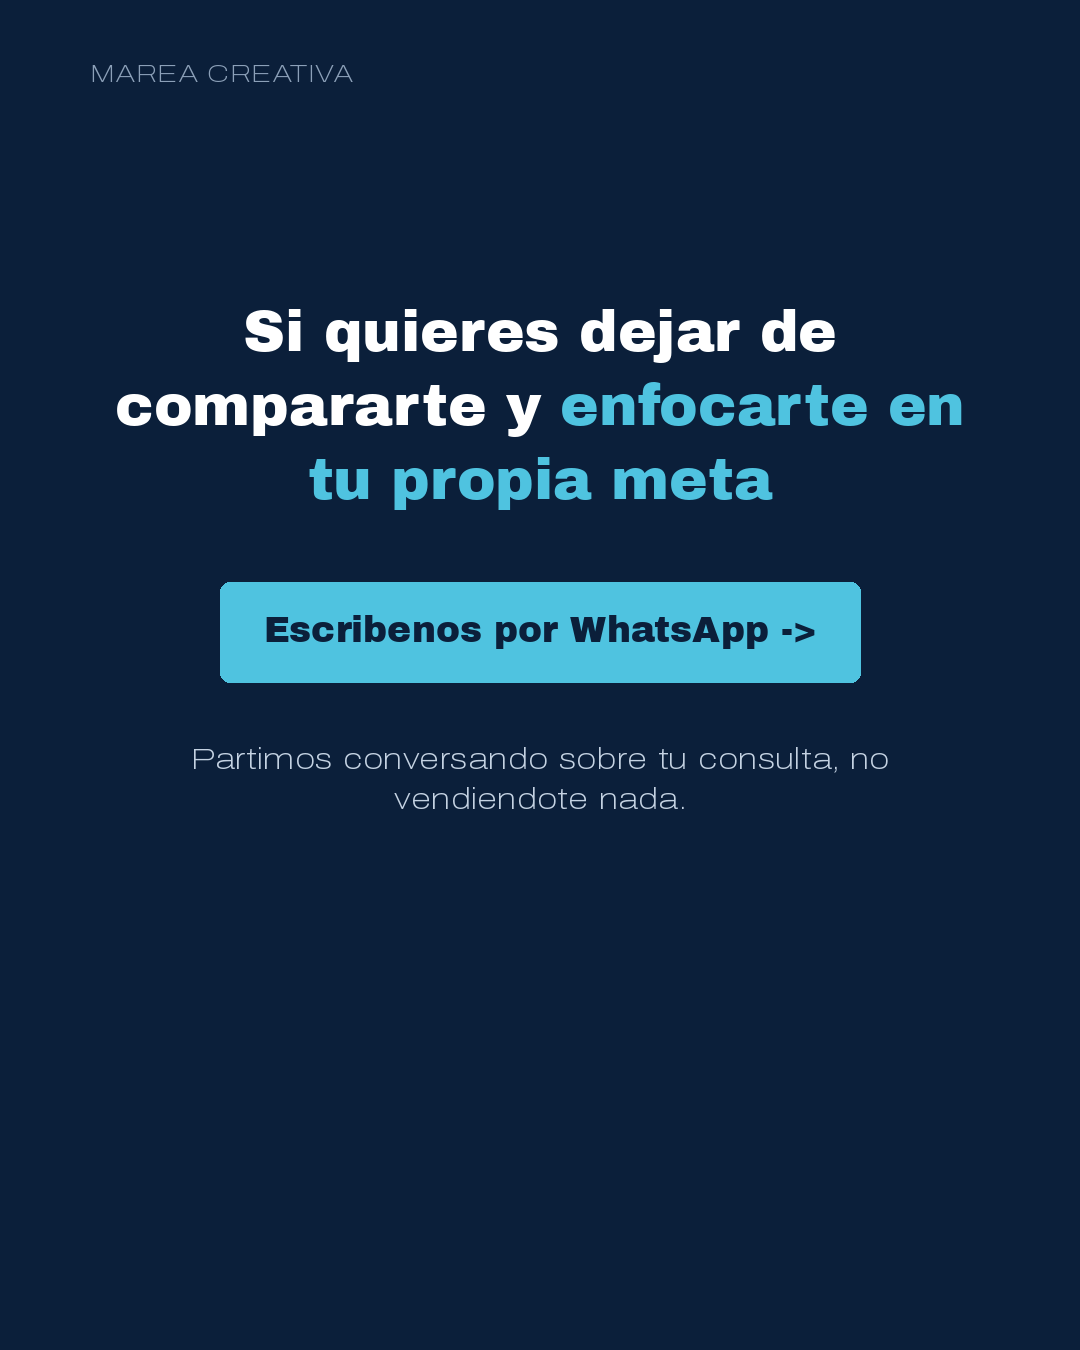 MAREA CREATIVA
Si quieres dejar de
compararte y enfocarte en
tu propia meta
Escribenos por WhatsApp ->
Partimos conversando sobre tu consulta, no
vendiendote nada.